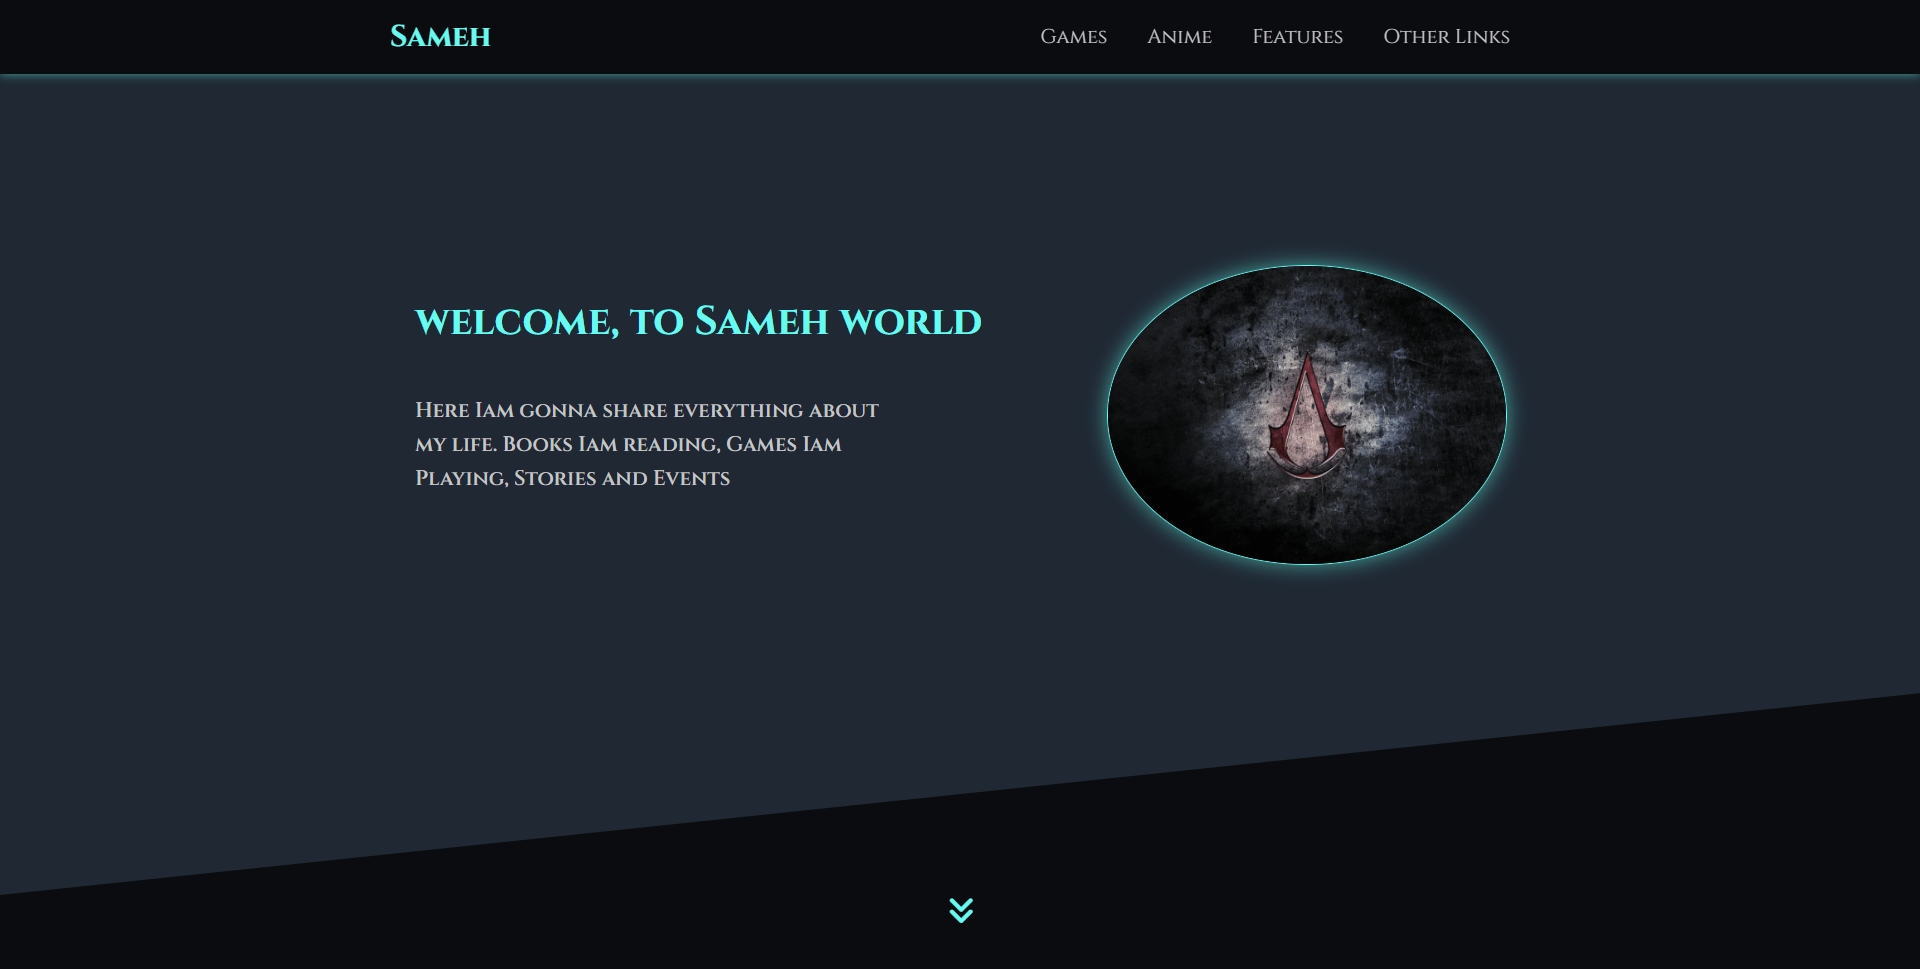 Sameh
Games Anime Features Other Links
welcome, to Sameh world
Here Iam gonna share everything about
my life. Books Iam reading, Games Iam
Playing, Stories and Events